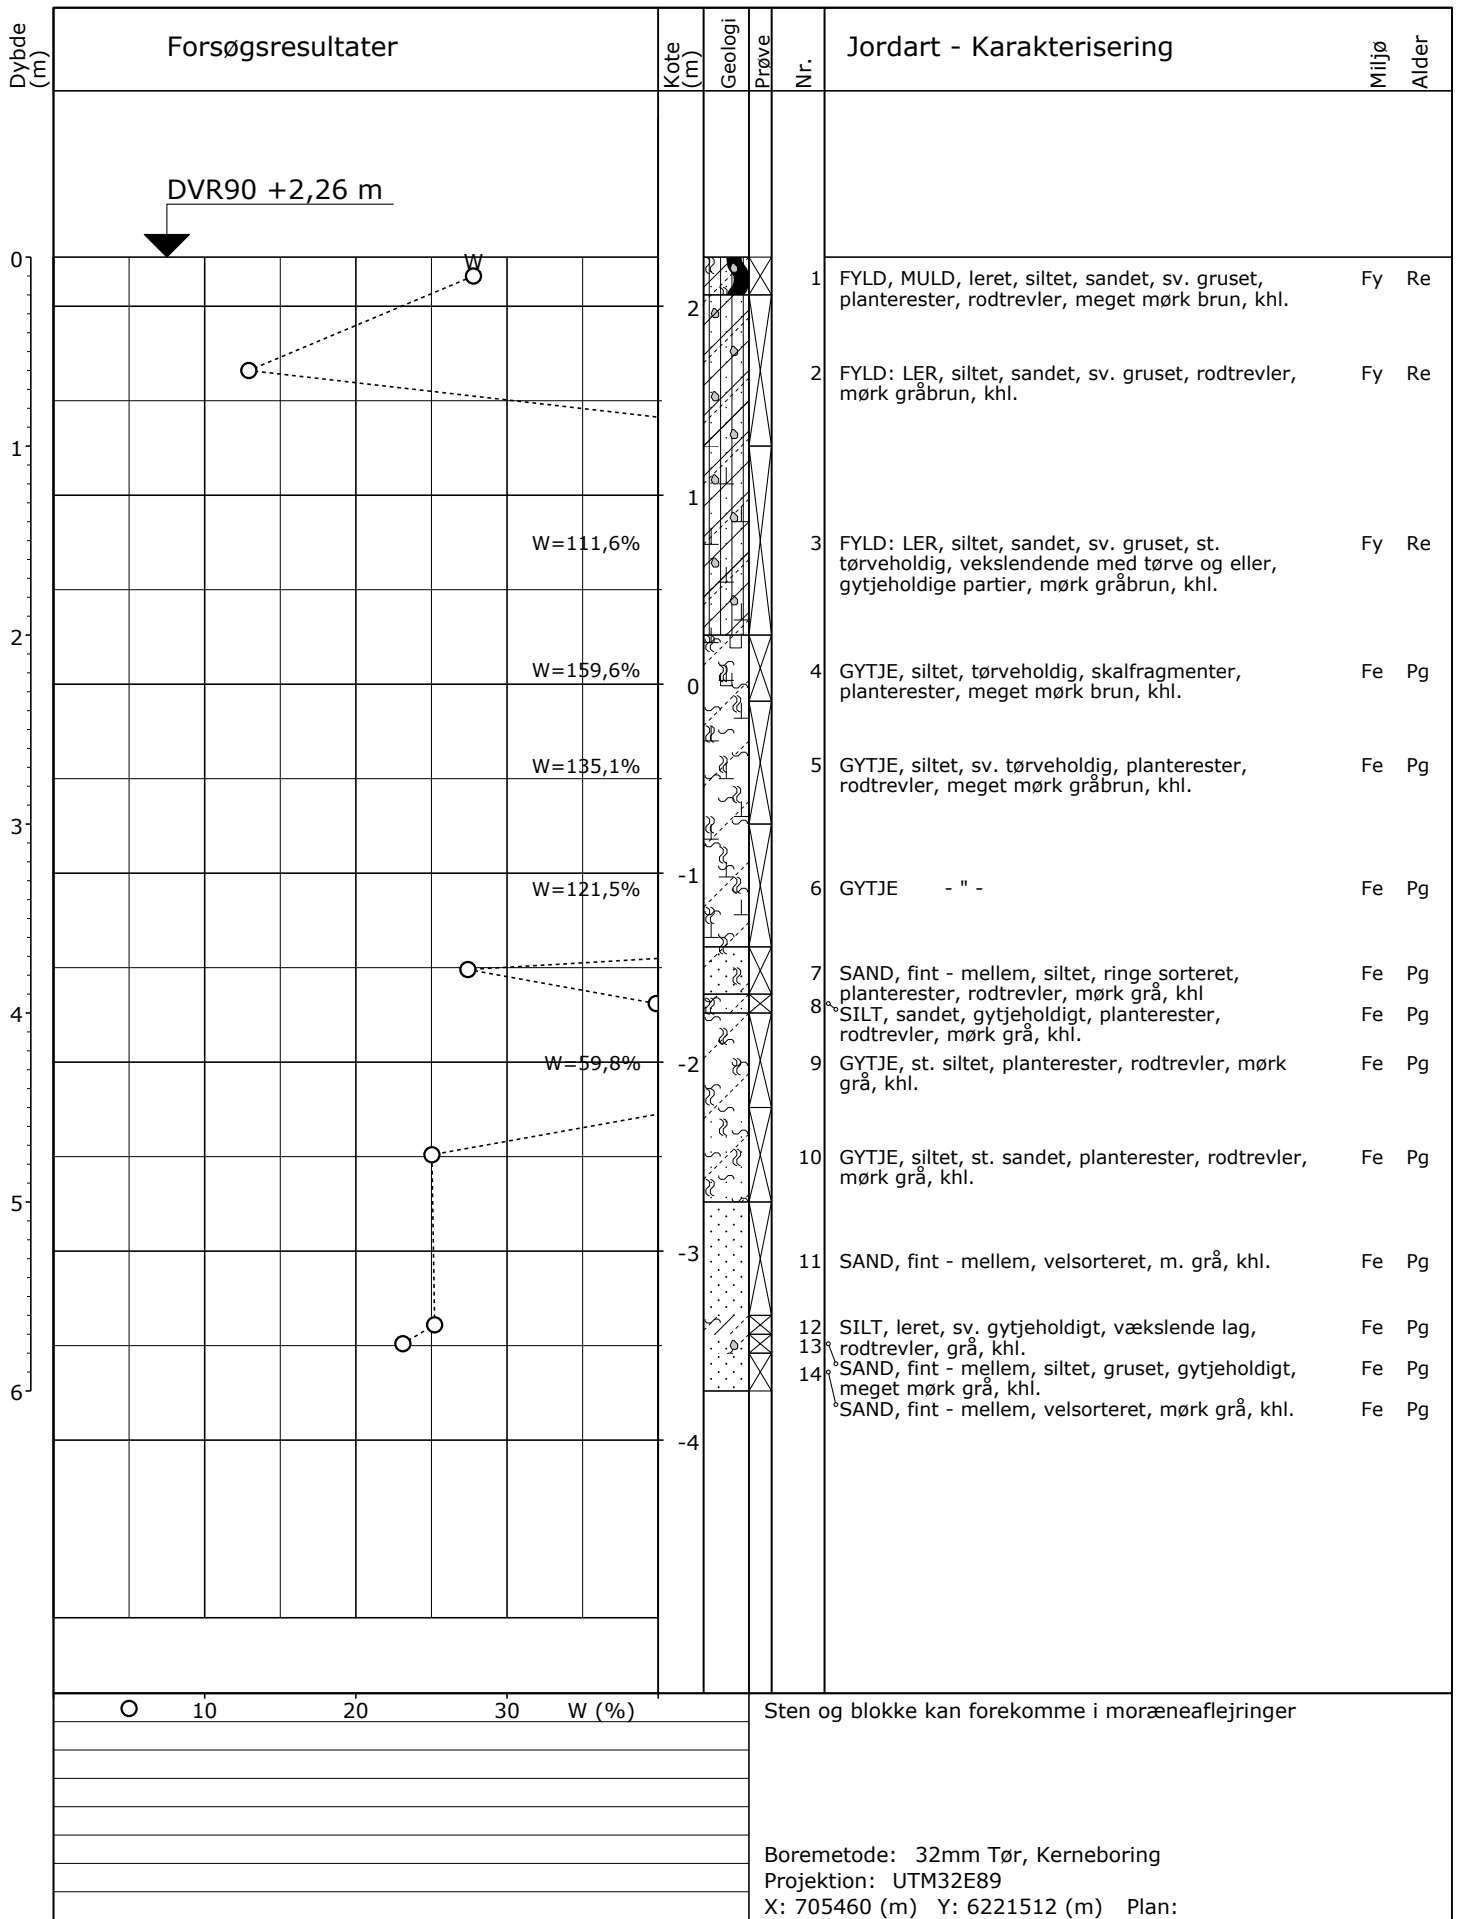 Dybde (m)
Forsøgsresultater
Kote (m)
Geologi
Prøve
Nr.
Jordart - Karakterisering
Miljø
Alder
DVR90 +2,26 m
W
0
1
2
3
4
5
6
2
1
0
-1
-2
-3
-4
W=111,6%
W=159,6%
W=135,1%
W=121,5%
W=59,8%
1 FYLD, MULD, leret, siltet, sandet, sv. gruset, Fy Re
planterester, rodtrevler, meget mørk brun, khl.
2 FYLD: LER, siltet, sandet, sv. gruset, rodtrevler, Fy Re
mørk gråbrun, khl.
3 FYLD: LER, siltet, sandet, sv. gruset, st. Fy Re
tørveholdig, vekslendende med tørve og eller,
gytjeholdige partier, mørk gråbrun, khl.
4 GYTJE, siltet, tørveholdig, skalfragmenter, Fe Pg
planterester, meget mørk brun, khl.
5 GYTJE, siltet, sv. tørveholdig, planterester, Fe Pg
rodtrevler, meget mørk gråbrun, khl.
6 GYTJE - " - Fe Pg
7 SAND, fint - mellem, siltet, ringe sorteret, Fe Pg
planterester, rodtrevler, mørk grå, khl
8 SILT, sandet, gytjeholdigt, planterester, Fe Pg
rodtrevler, mørk grå, khl.
9 GYTJE, st. siltet, planterester, rodtrevler, mørk Fe Pg
grå, khl.
10 GYTJE, siltet, st. sandet, planterester, rodtrevler, Fe Pg
mørk grå, khl.
11 SAND, fint - mellem, velsorteret, m. grå, khl. Fe Pg
12 SILT, leret, sv. gytjeholdigt, vækslende lag, Fe Pg
rodtrevler, grå, khl.
13 SAND, fint - mellem, siltet, gruset, gytjeholdigt, Fe Pg
meget mørk grå, khl.
14 SAND, fint - mellem, velsorteret, mørk grå, khl. Fe Pg
10 20 30 W (%)
Sten og blokke kan forekomme i moræneaflejringer
Boremetode: 32mm Tør, Kerneboring
Projektion: UTM32E89
X: 705460 (m) Y: 6221512 (m) Plan: